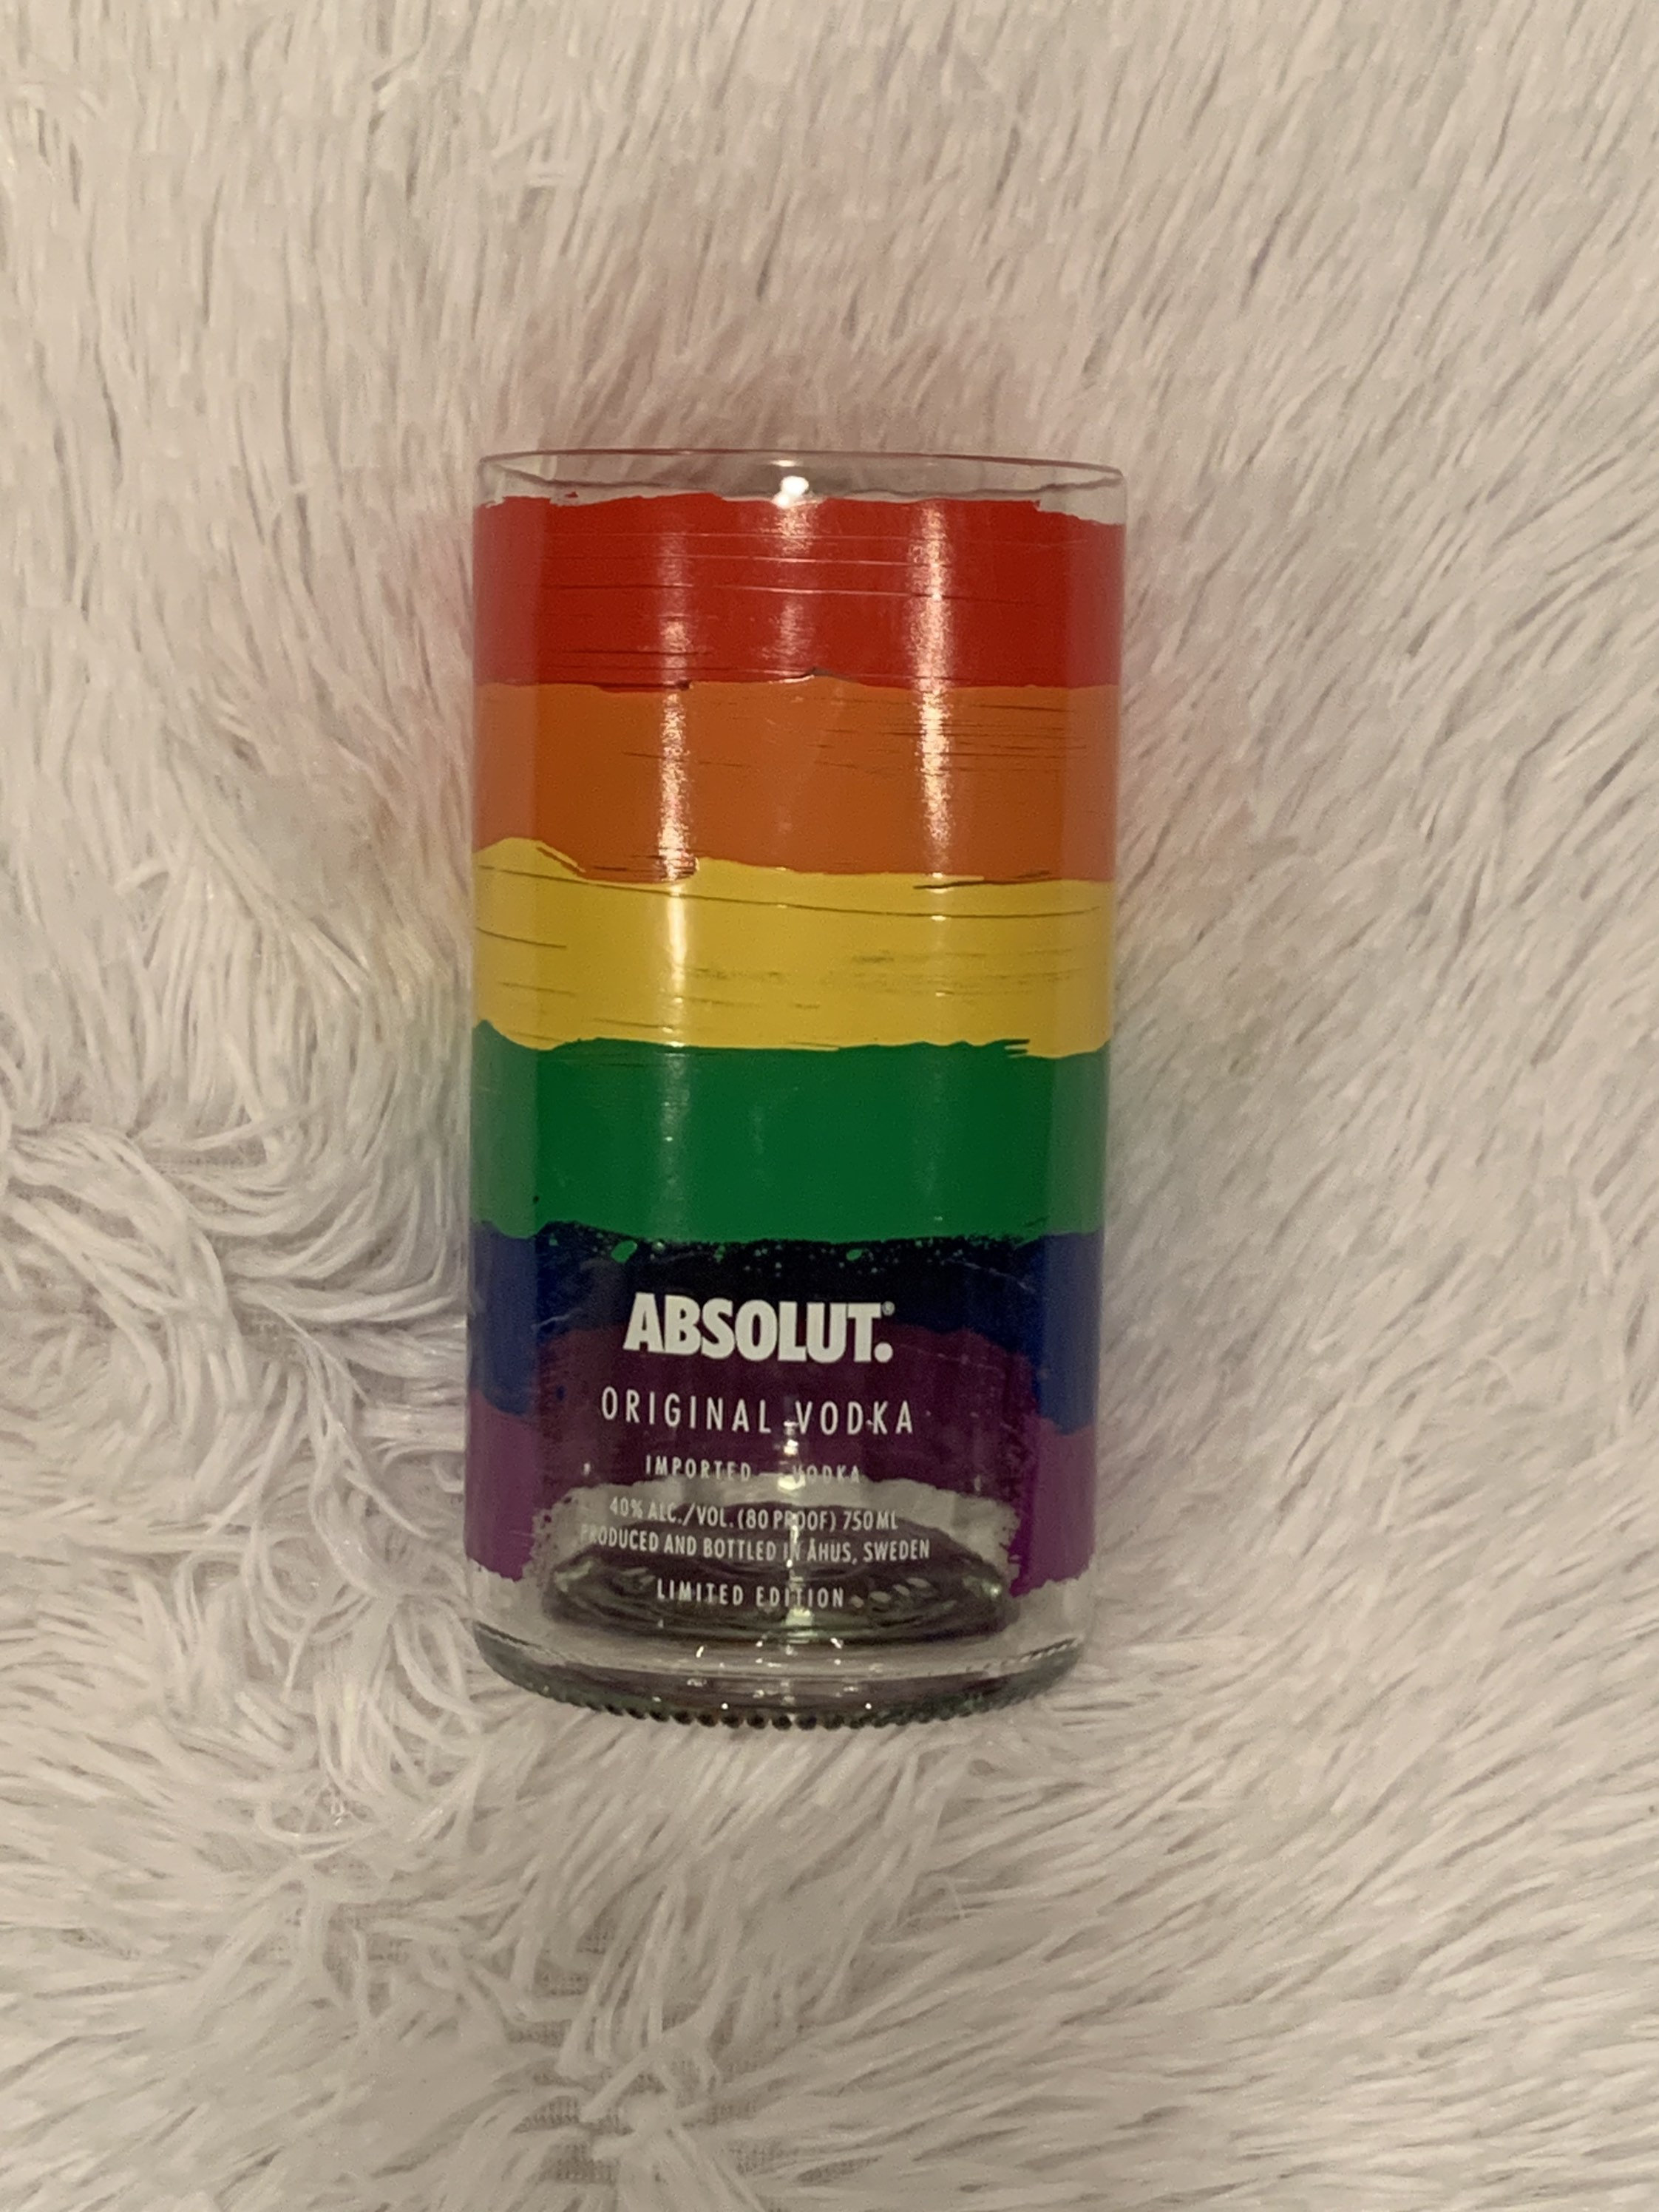 ABSOLUT.®
ORIGINAL VODKA
IMPORTED VODKA
40% ALC./VOL. (80 PROOF) 750 ML
PRODUCED AND BOTTLED IN ÅHUS, SWEDEN
LIMITED EDITION